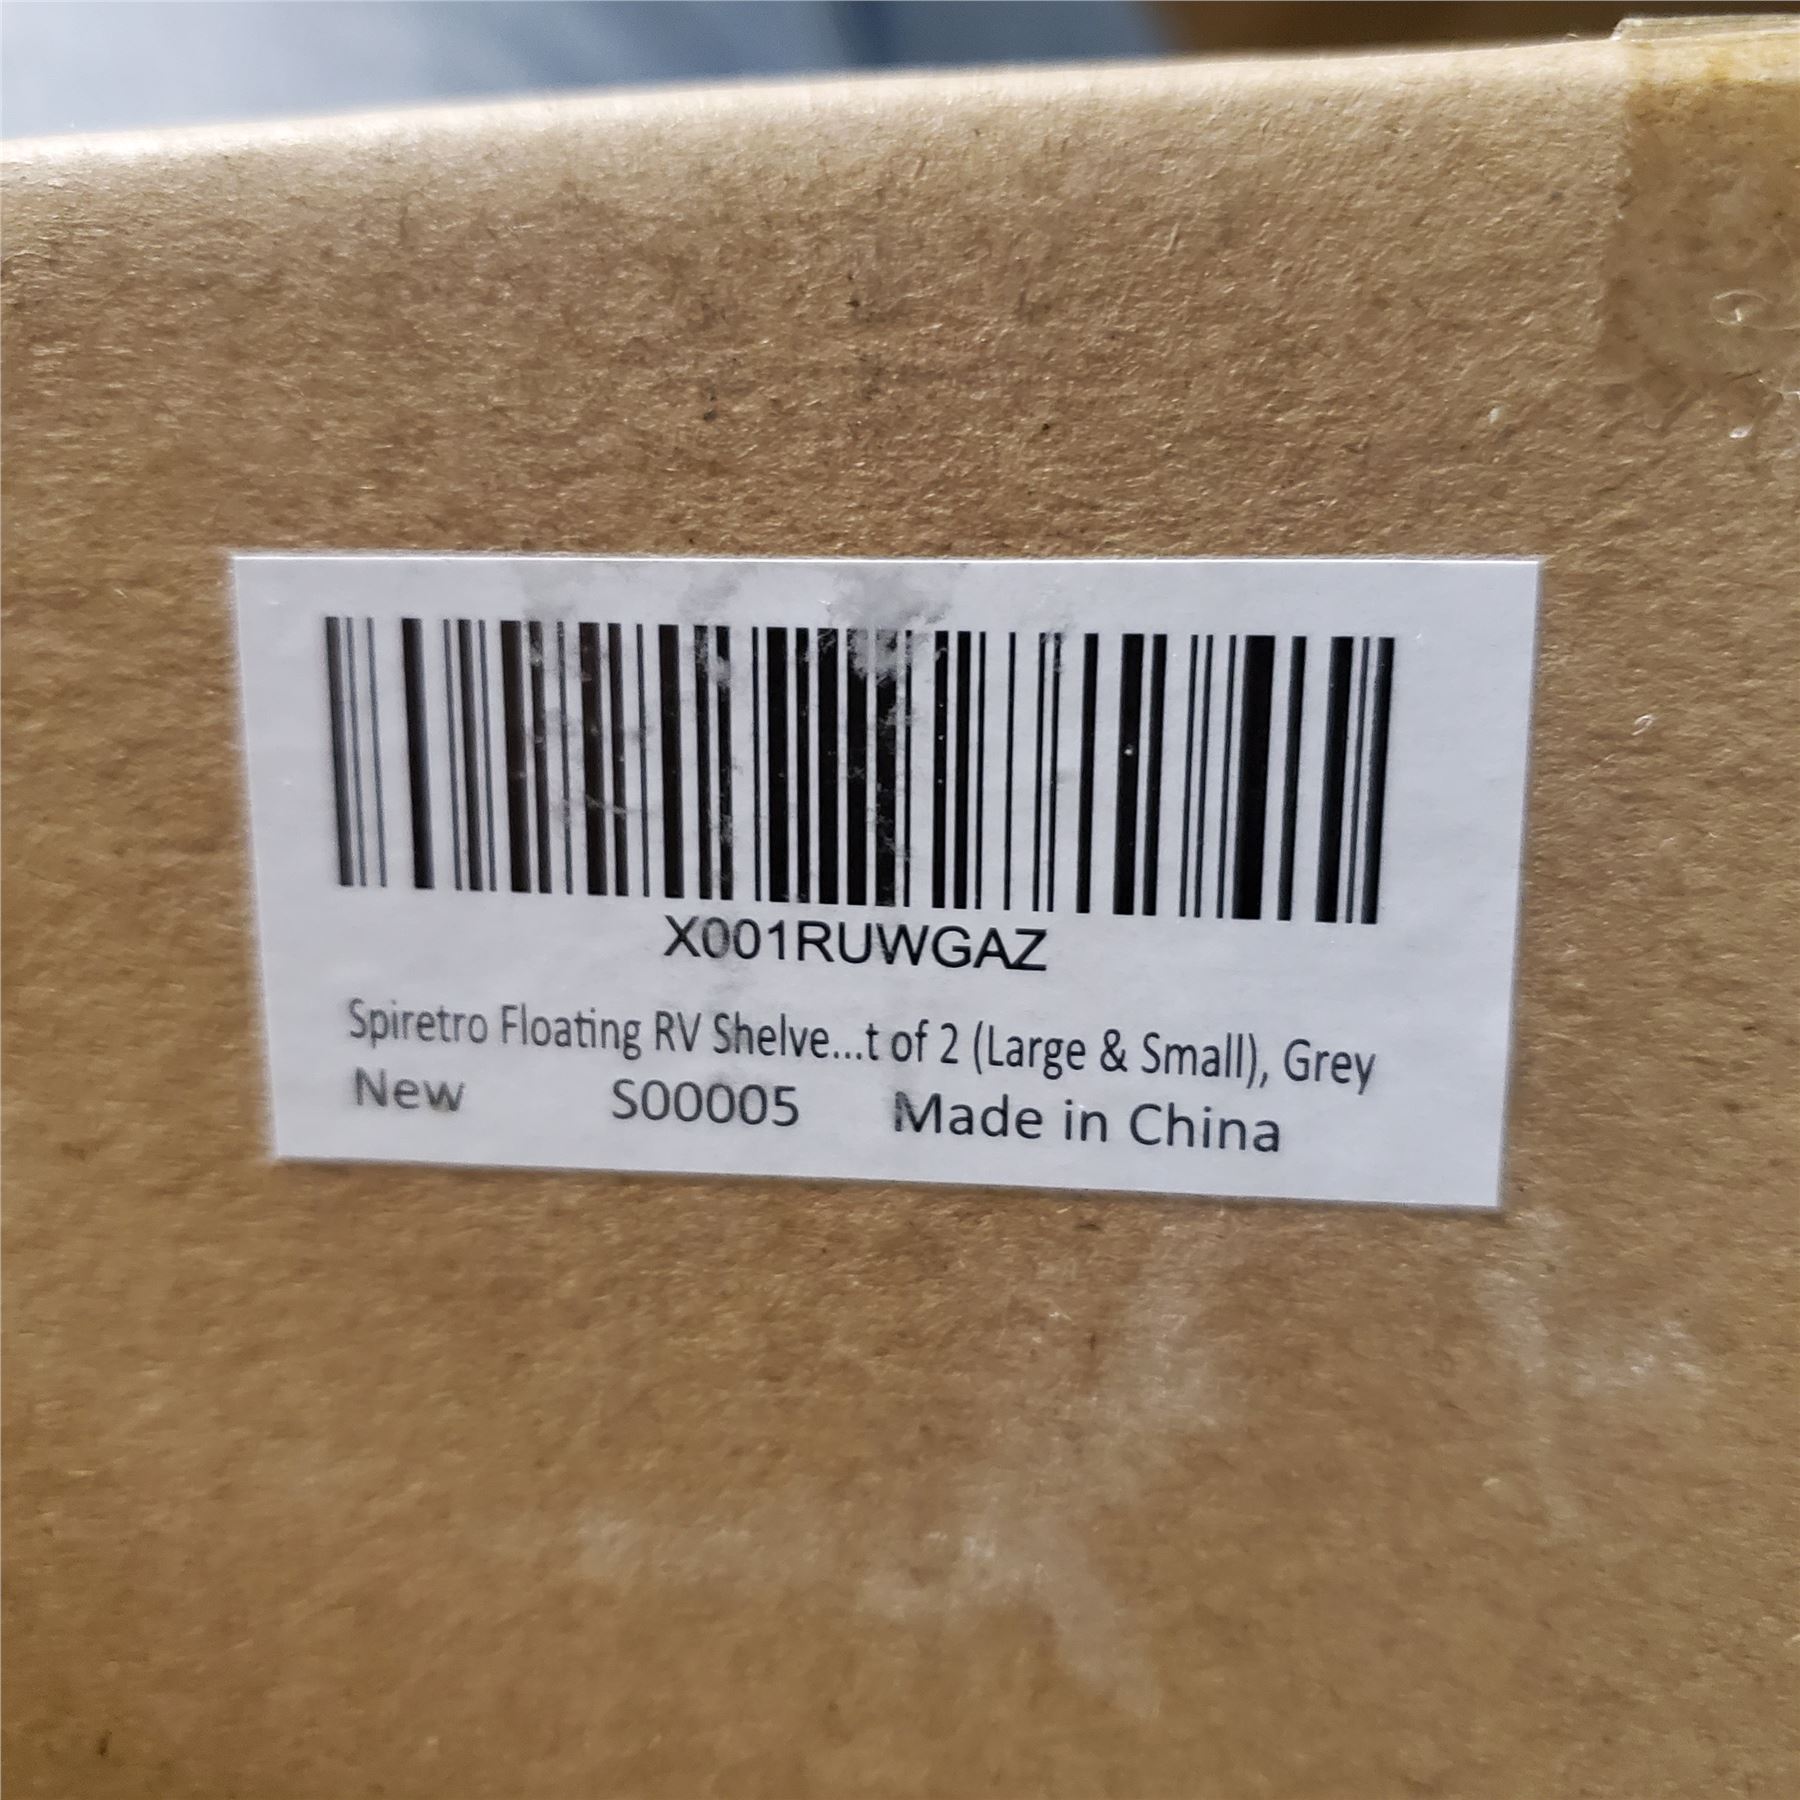 X001RUWGAZ
Spiretro Floating RV Shelve...t of 2 (Large & Small), Grey
New S00005 Made in China